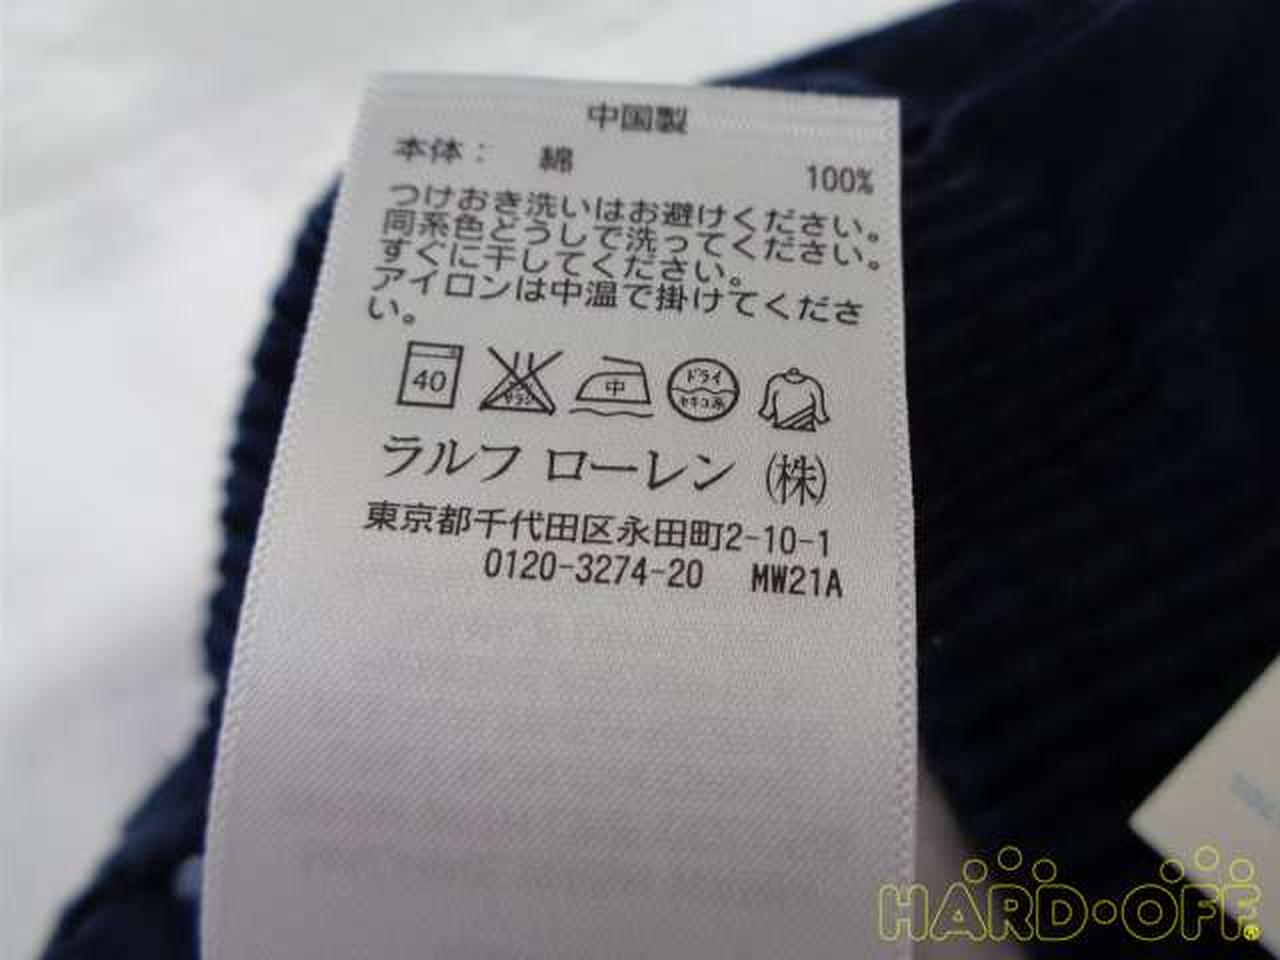 中国製
本体： 綿 100%
つけおき洗いはお避けください。
同系色どうしで洗ってください。
すぐに干してください。
アイロンは中温で掛けてくださ
い。
40 中 ドライ セキユ系
ラルフ ローレン ㈱
東京都千代田区永田町2-10-1
0120-3274-20 MW21A
HARD・OFF